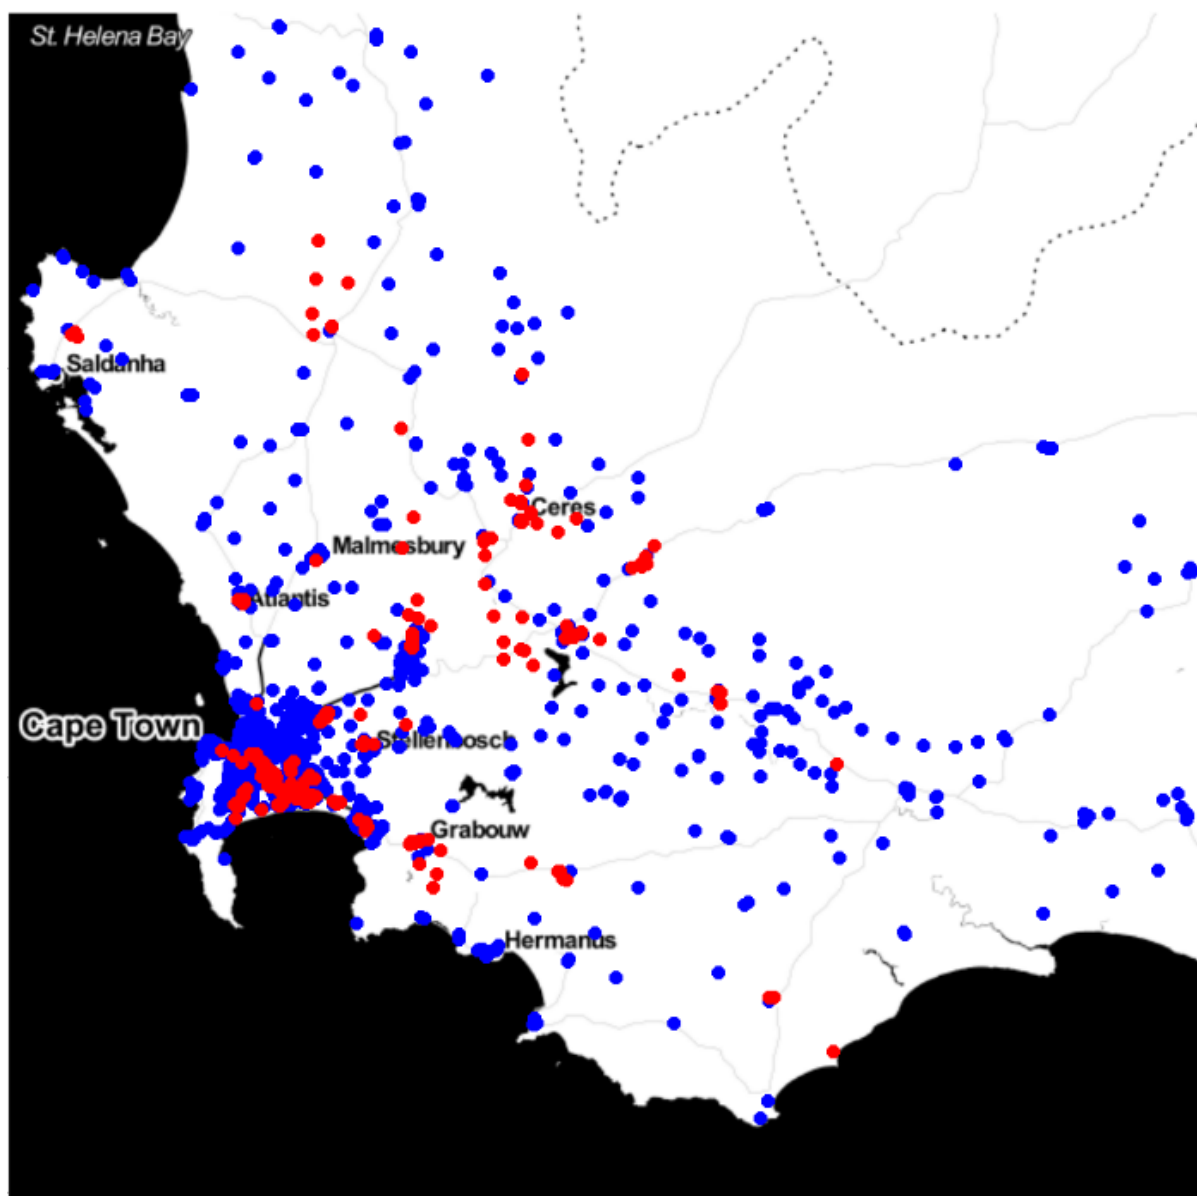 St. Helena Bay
Saldanha
Ceres
Malmesbury
Atlantis
Cape Town
Stellenbosch
Grabouw
Hermanus